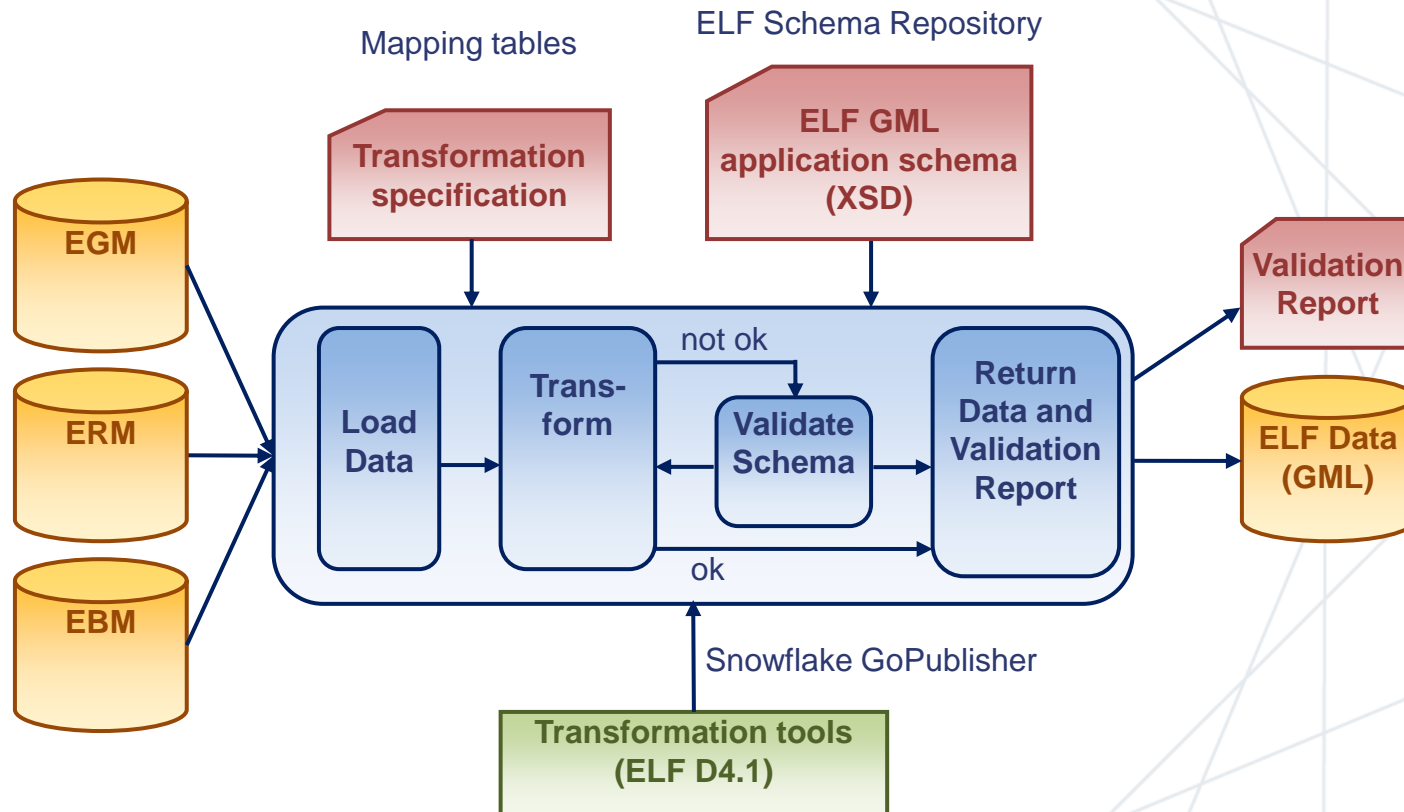 Mapping tables
ELF Schema Repository
Transformation
specification
ELF GML
application schema
(XSD)
EGM
ERM
EBM
Load
Data
Trans-
form
not ok
Validate
Schema
ok
Return
Data and
Validation
Report
Validation
Report
ELF Data
(GML)
Snowflake GoPublisher
Transformation tools
(ELF D4.1)